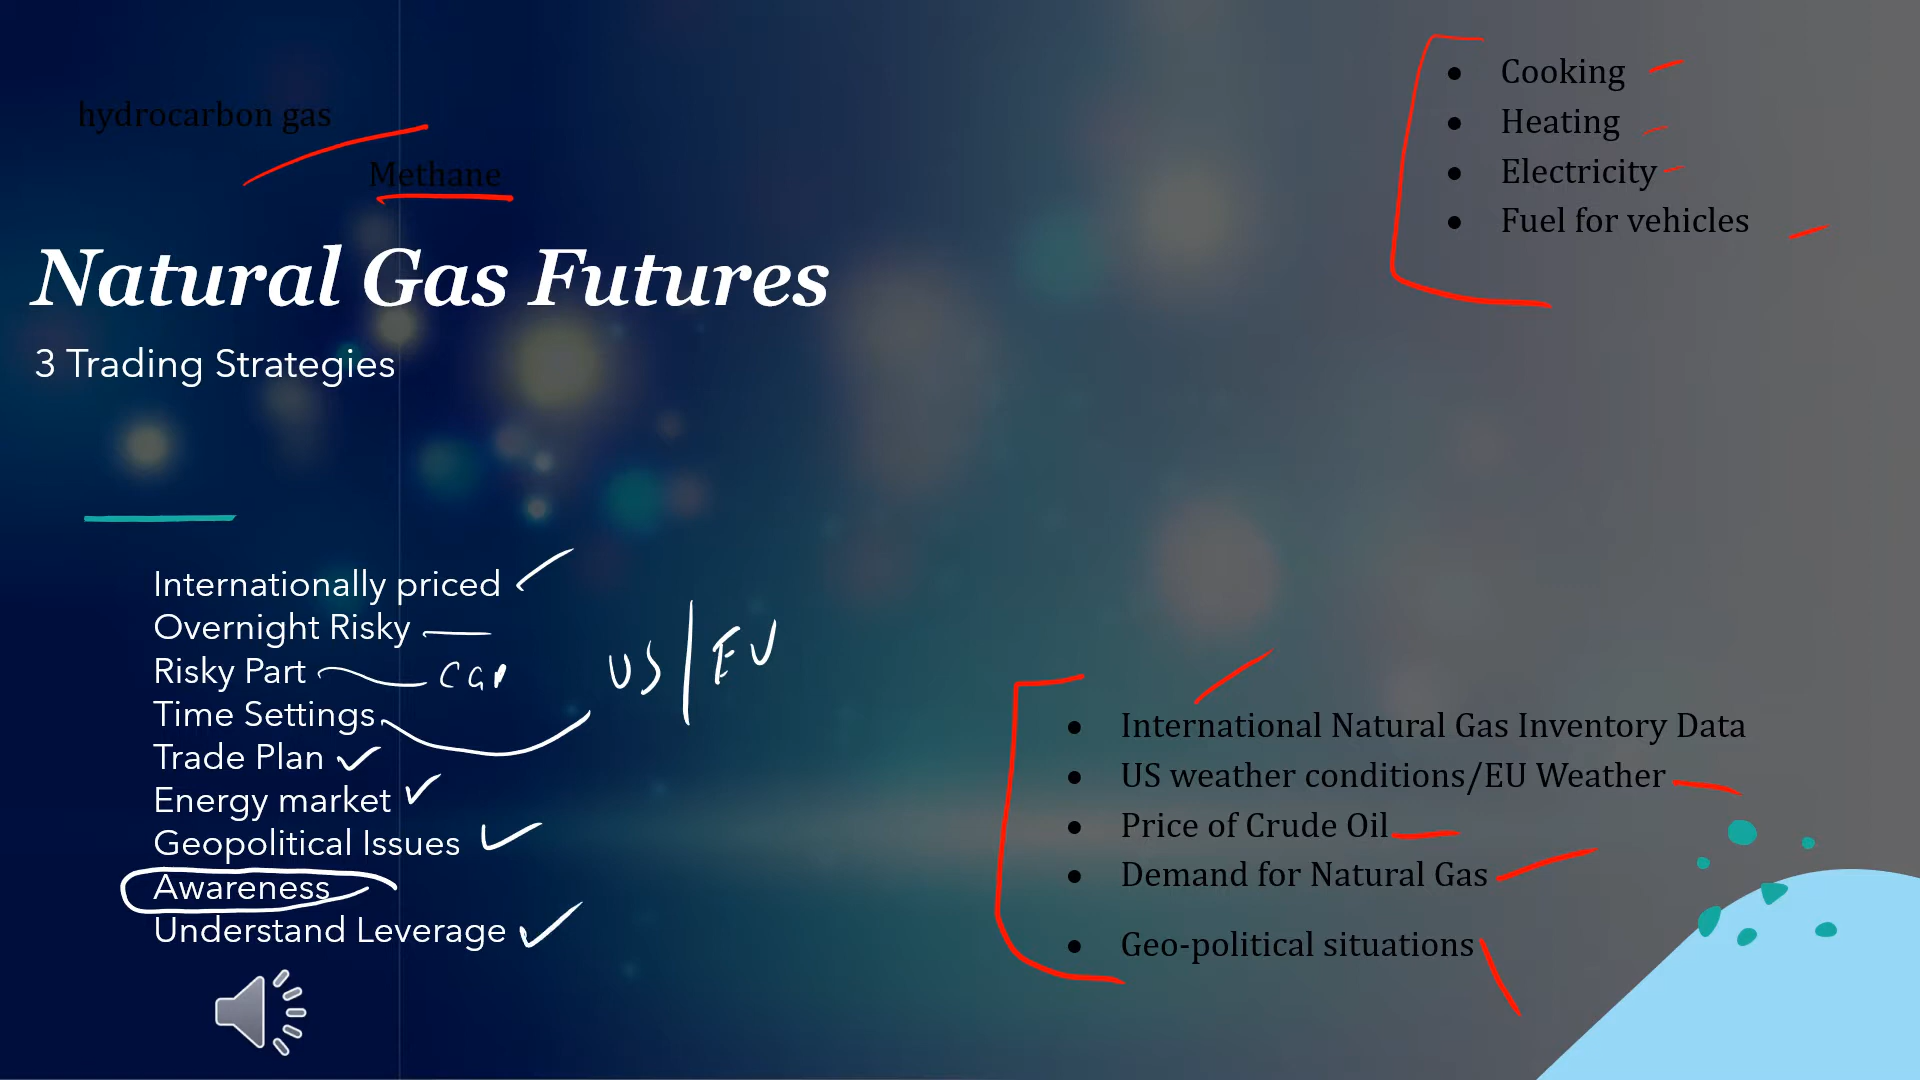 hydrocarbon gas
Methane
Natural Gas Futures
3 Trading Strategies
• Cooking
• Heating
• Electricity
• Fuel for vehicles
Internationally priced
Overnight Risky
Risky Part
Time Settings
Trade Plan
Energy market
Geopolitical Issues
Awareness
Understand Leverage
US/EU
• International Natural Gas Inventory Data
• US weather conditions/EU Weather
• Price of Crude Oil
• Demand for Natural Gas
• Geo-political situations